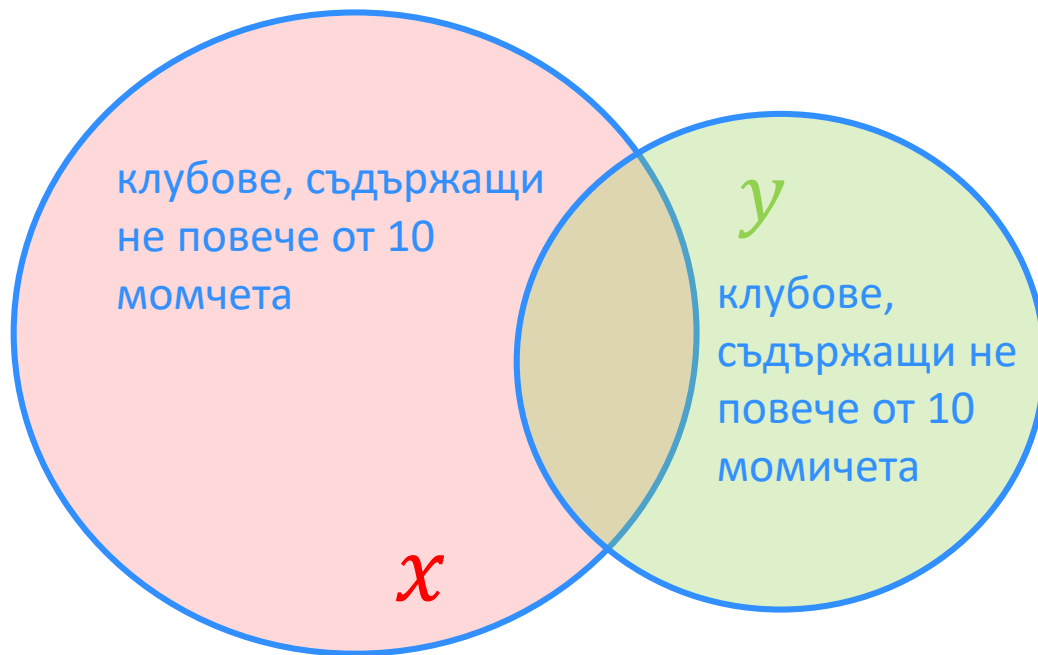 клубове, съдържащи
не повече от 10
момчета
y
клубове,
съдържащи не
повече от 10
момичета
x